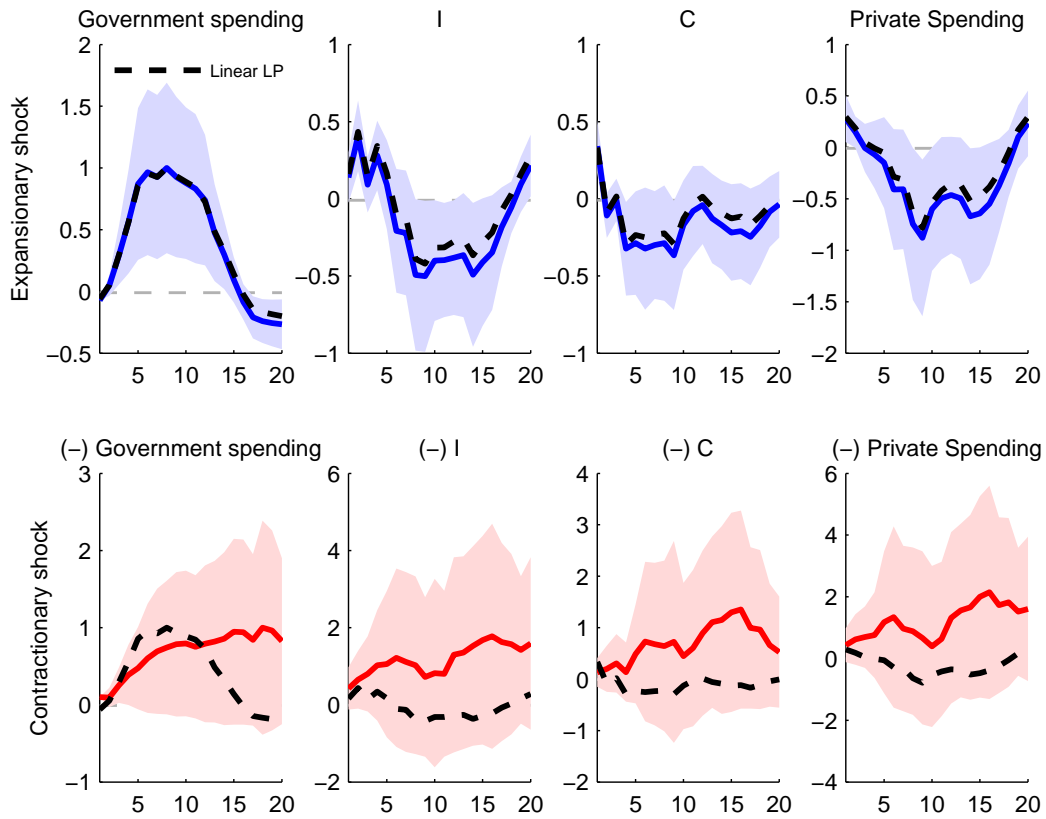 Government spending
I
C
Private Spending
Expansionary shock
Linear LP
2
1.5
1
0.5
0
−0.5
5 10 15 20
1
0.5
0
−0.5
−1
5 10 15 20
1
0.5
0
−0.5
−1
5 10 15 20
1
0.5
0
−0.5
−1
−1.5
−2
5 10 15 20
(−) Government spending
(−) I
(−) C
(−) Private Spending
Contractionary shock
3
2
1
0
−1
5 10 15 20
6
4
2
0
−2
5 10 15 20
4
3
2
1
0
−1
−2
5 10 15 20
6
4
2
0
−2
−4
5 10 15 20